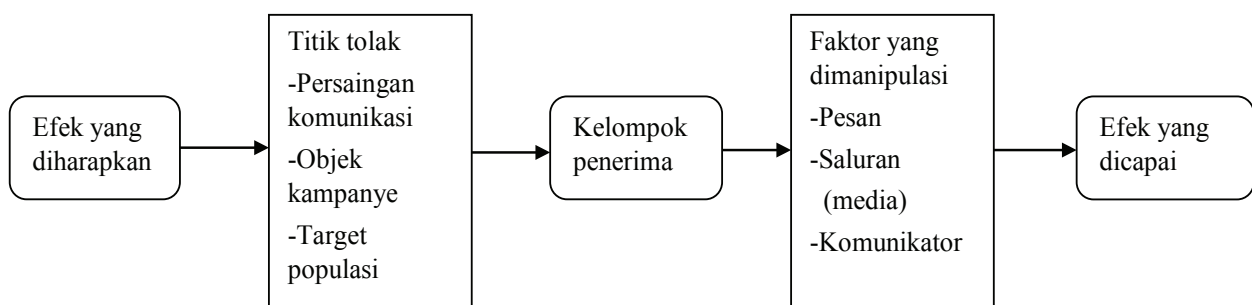 Efek yang
diharapkan
Titik tolak
-Persaingan
komunikasi
-Objek
kampanye
-Target
populasi
Kelompok
penerima
Faktor yang
dimanipulasi
-Pesan
-Saluran
(media)
-Komunikator
Efek yang
dicapai